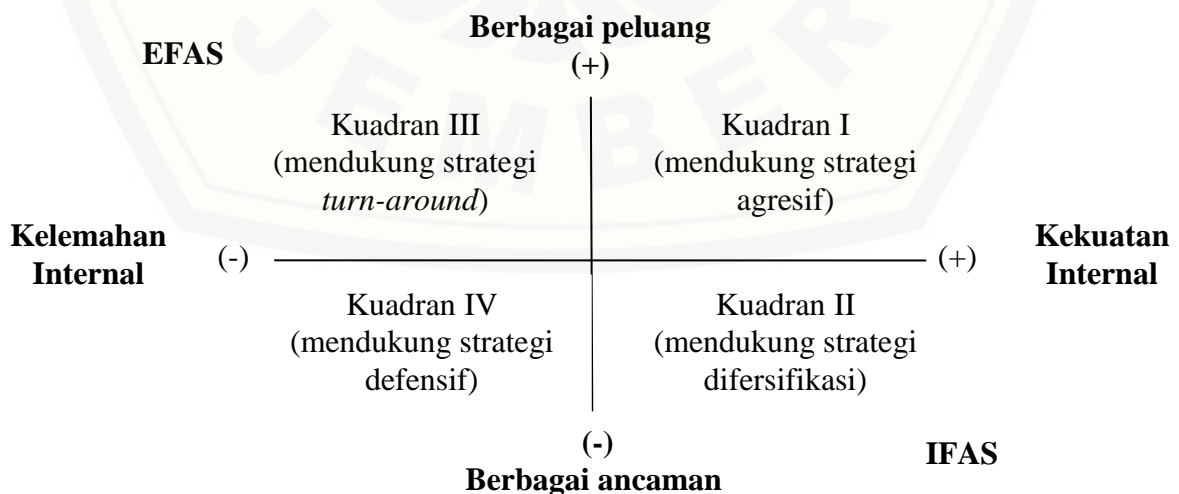 Berbagai peluang
EFAS
(+)
Kuadran III
(mendukung strategi
turn-around)
Kuadran I
(mendukung strategi
agresif)
Kelemahan
Internal
(-)
(+)
Kekuatan
Internal
Kuadran IV
(mendukung strategi
defensif)
Kuadran II
(mendukung strategi
difersifikasi)
(-)
IFAS
Berbagai ancaman
JEMBER